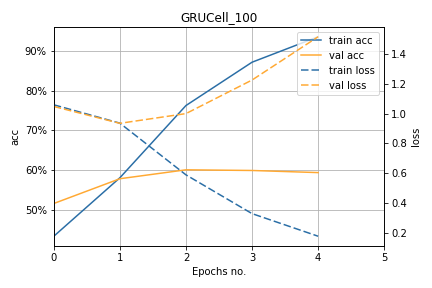 GRUCell_100
90%
80%
70%
60%
50%
acc
train acc
val acc
train loss
val loss
1.4
1.2
1.0
0.8
0.6
0.4
0.2
loss
0 1 2 3 4 5
Epochs no.